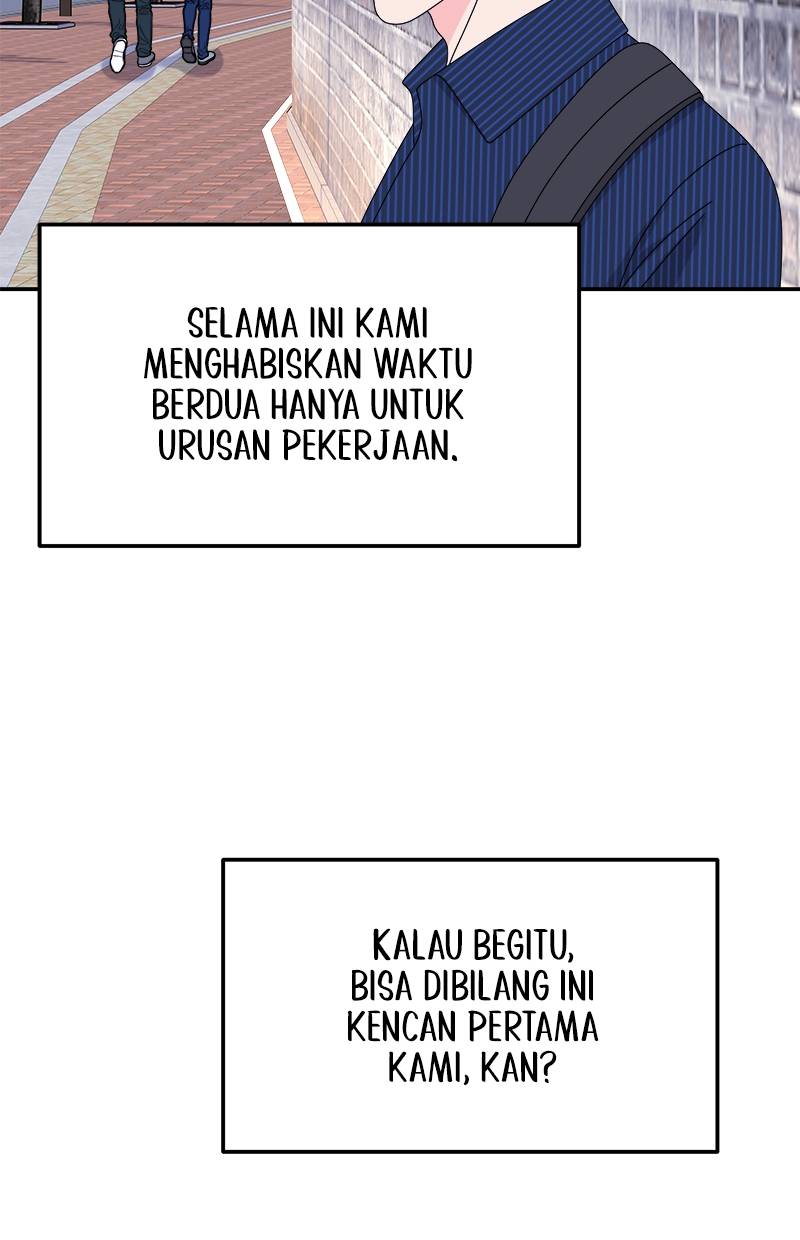 SELAMA INI KAMI
MENGHABISKAN WAKTU
BERDUA HANYA UNTUK
URUSAN PEKERJAAN.
KALAU BEGITU,
BISA DIBILANG INI
KENCAN PERTAMA
KAMI, KAN?